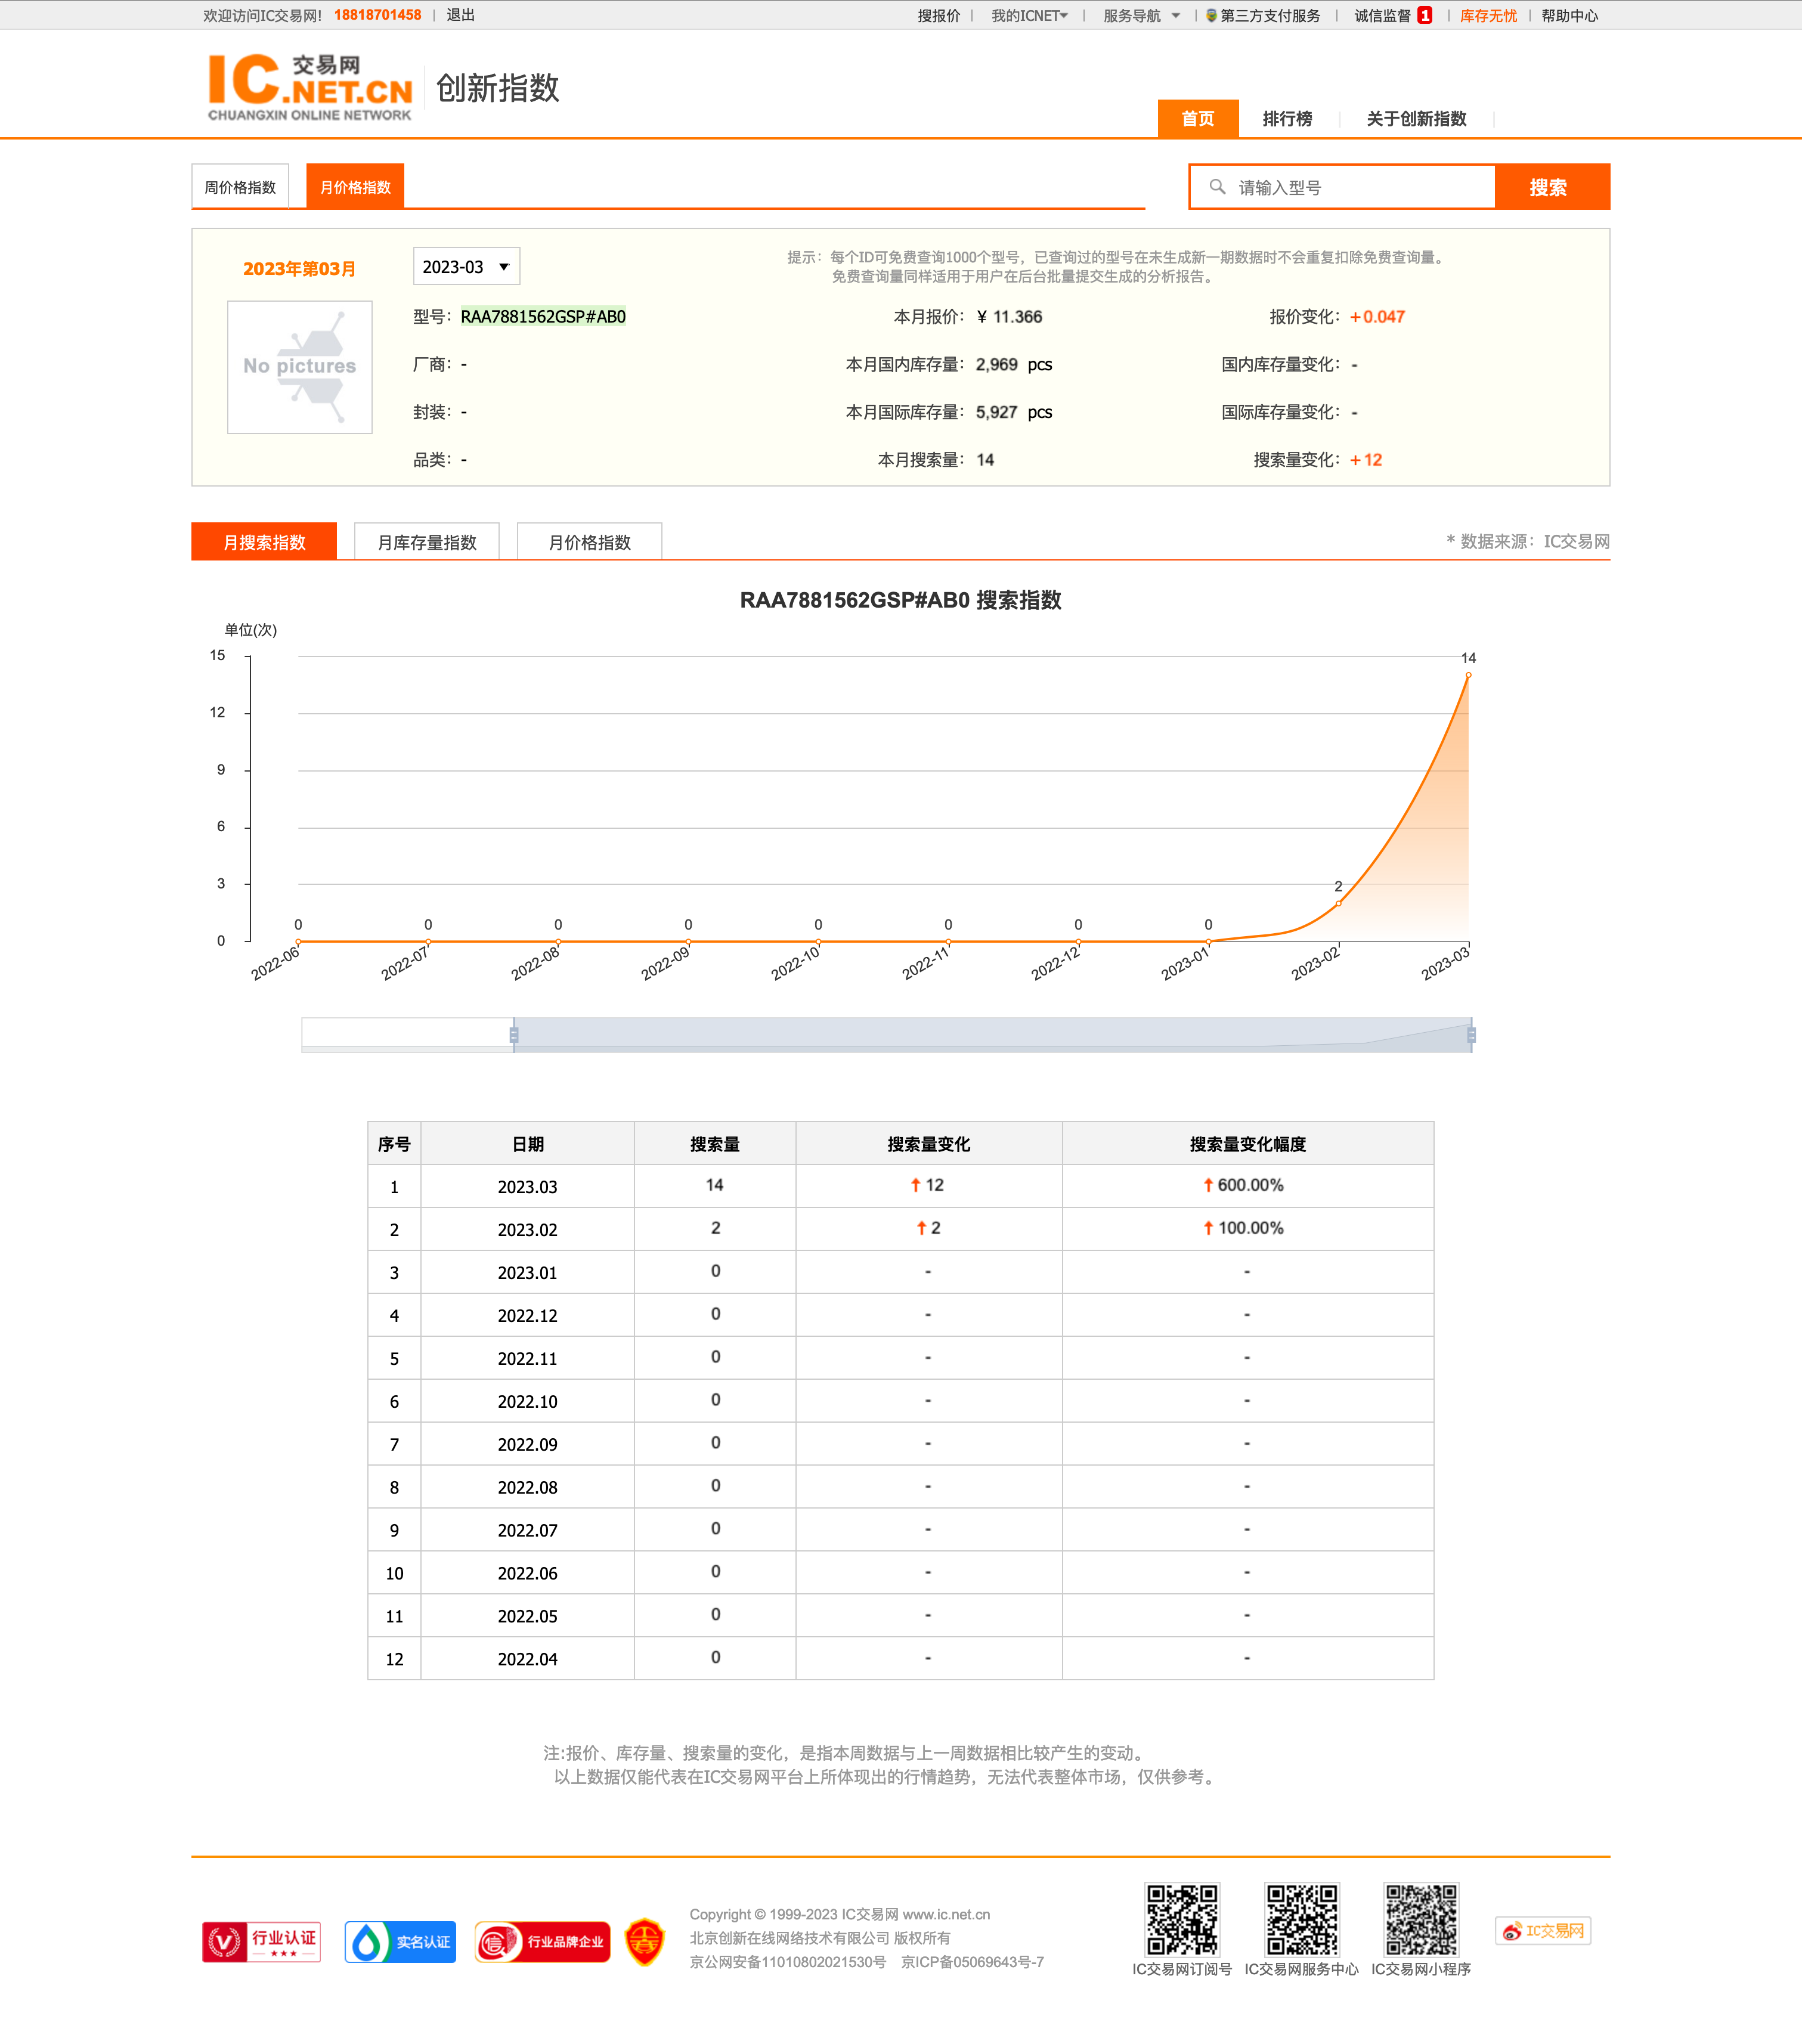 欢迎访问IC交易网! 18818701458 | 退出
搜报价 | 我的ICNET | 服务导航 | 第三方支付服务 | 诚信监督 1 | 库存无忧 | 帮助中心
IC 交易网 .NET.CN
CHUANGXIN ONLINE NETWORK
创新指数
首页 排行榜 关于创新指数
周价格指数 月价格指数
请输入型号 搜索
2023年第03月 2023-03
提示：每个ID可免费查询1000个型号，已查询过的型号在未生成新一期数据时不会重复扣除免费查询量。
免费查询量同样适用于用户在后台批量提交生成的分析报告。
No pictures
型号：RAA7881562GSP#AB0 本月报价：¥ 11.366 报价变化：+0.047
厂商：- 本月国内库存量：2,969 pcs 国内库存量变化：-
封装：- 本月国际库存量：5,927 pcs 国际库存量变化：-
品类：- 本月搜索量：14 搜索量变化：+12
月搜索指数 月库存量指数 月价格指数
* 数据来源：IC交易网
RAA7881562GSP#AB0 搜索指数
单位(次)
15
14
12
9
6
3
2
0 0 0 0 0 0 0 0
0
2022-06 2022-07 2022-08 2022-09 2022-10 2022-11 2022-12 2023-01 2023-02 2023-03
序号 日期 搜索量 搜索量变化 搜索量变化幅度
1 2023.03 14 ↑12 ↑600.00%
2 2023.02 2 ↑2 ↑100.00%
3 2023.01 0 - -
4 2022.12 0 - -
5 2022.11 0 - -
6 2022.10 0 - -
7 2022.09 0 - -
8 2022.08 0 - -
9 2022.07 0 - -
10 2022.06 0 - -
11 2022.05 0 - -
12 2022.04 0 - -
注:报价、库存量、搜索量的变化，是指本周数据与上一周数据相比较产生的变动。
以上数据仅能代表在IC交易网平台上所体现出的行情趋势，无法代表整体市场，仅供参考。
行业认证
实名认证
信 行业品牌企业
Copyright © 1999-2023 IC交易网 www.ic.net.cn
北京创新在线网络技术有限公司 版权所有
京公网安备11010802021530号 京ICP备05069643号-7
IC交易网订阅号 IC交易网服务中心 IC交易网小程序
IC交易网